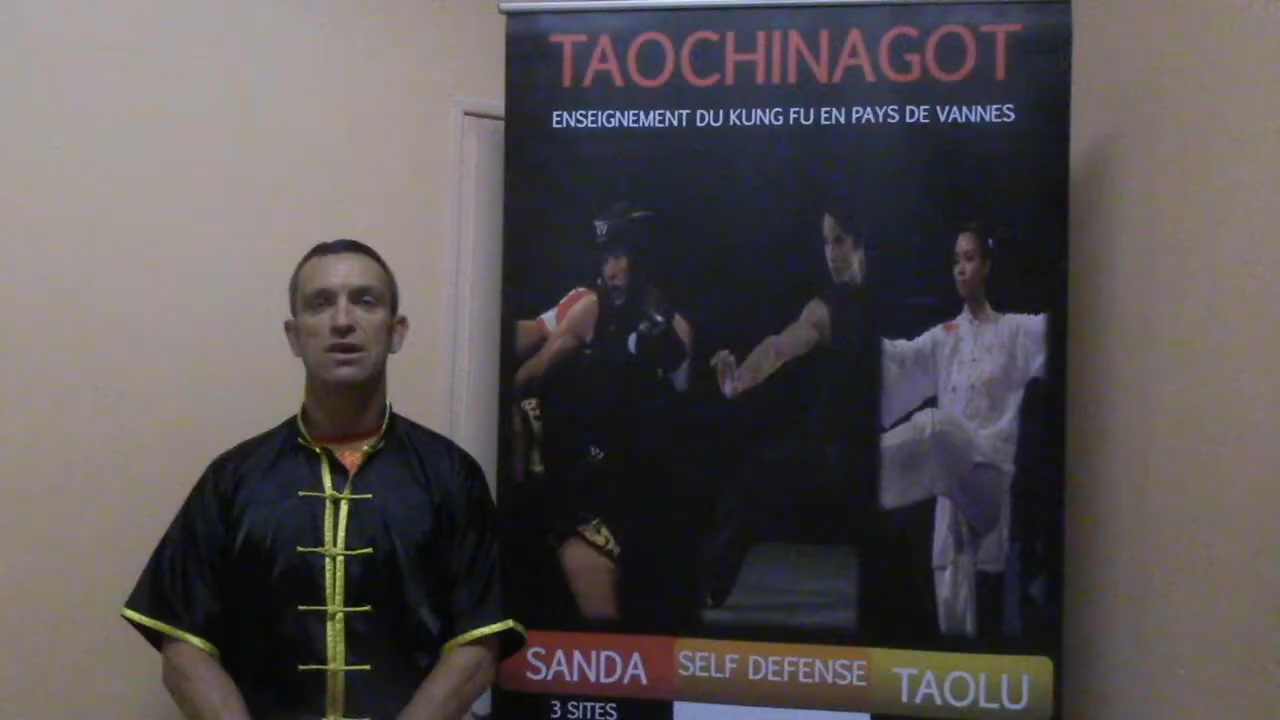 TAOCHINAGOT
ENSEIGNEMENT DU KUNG FU EN PAYS DE VANNES
SANDA
SELF DEFENSE
TAOLU
3 SITES